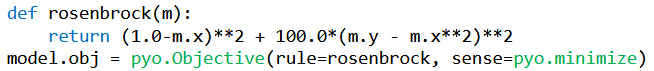 def rosenbrock(m):
    return (1.0-m.x)**2 + 100.0*(m.y - m.x**2)**2
model.obj = pyo.Objective(rule=rosenbrock, sense=pyo.minimize)